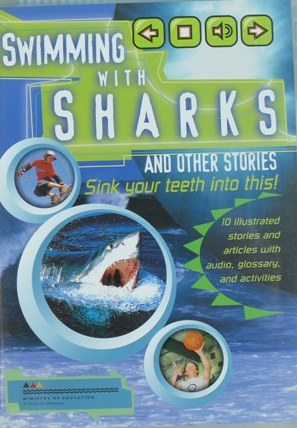 SWIMMING
WITH
SHARKS
AND OTHER STORIES
Sink your teeth into this!
10 illustrated
stories and
articles with
audio, glossary,
and activities
MINISTRY OF EDUCATION